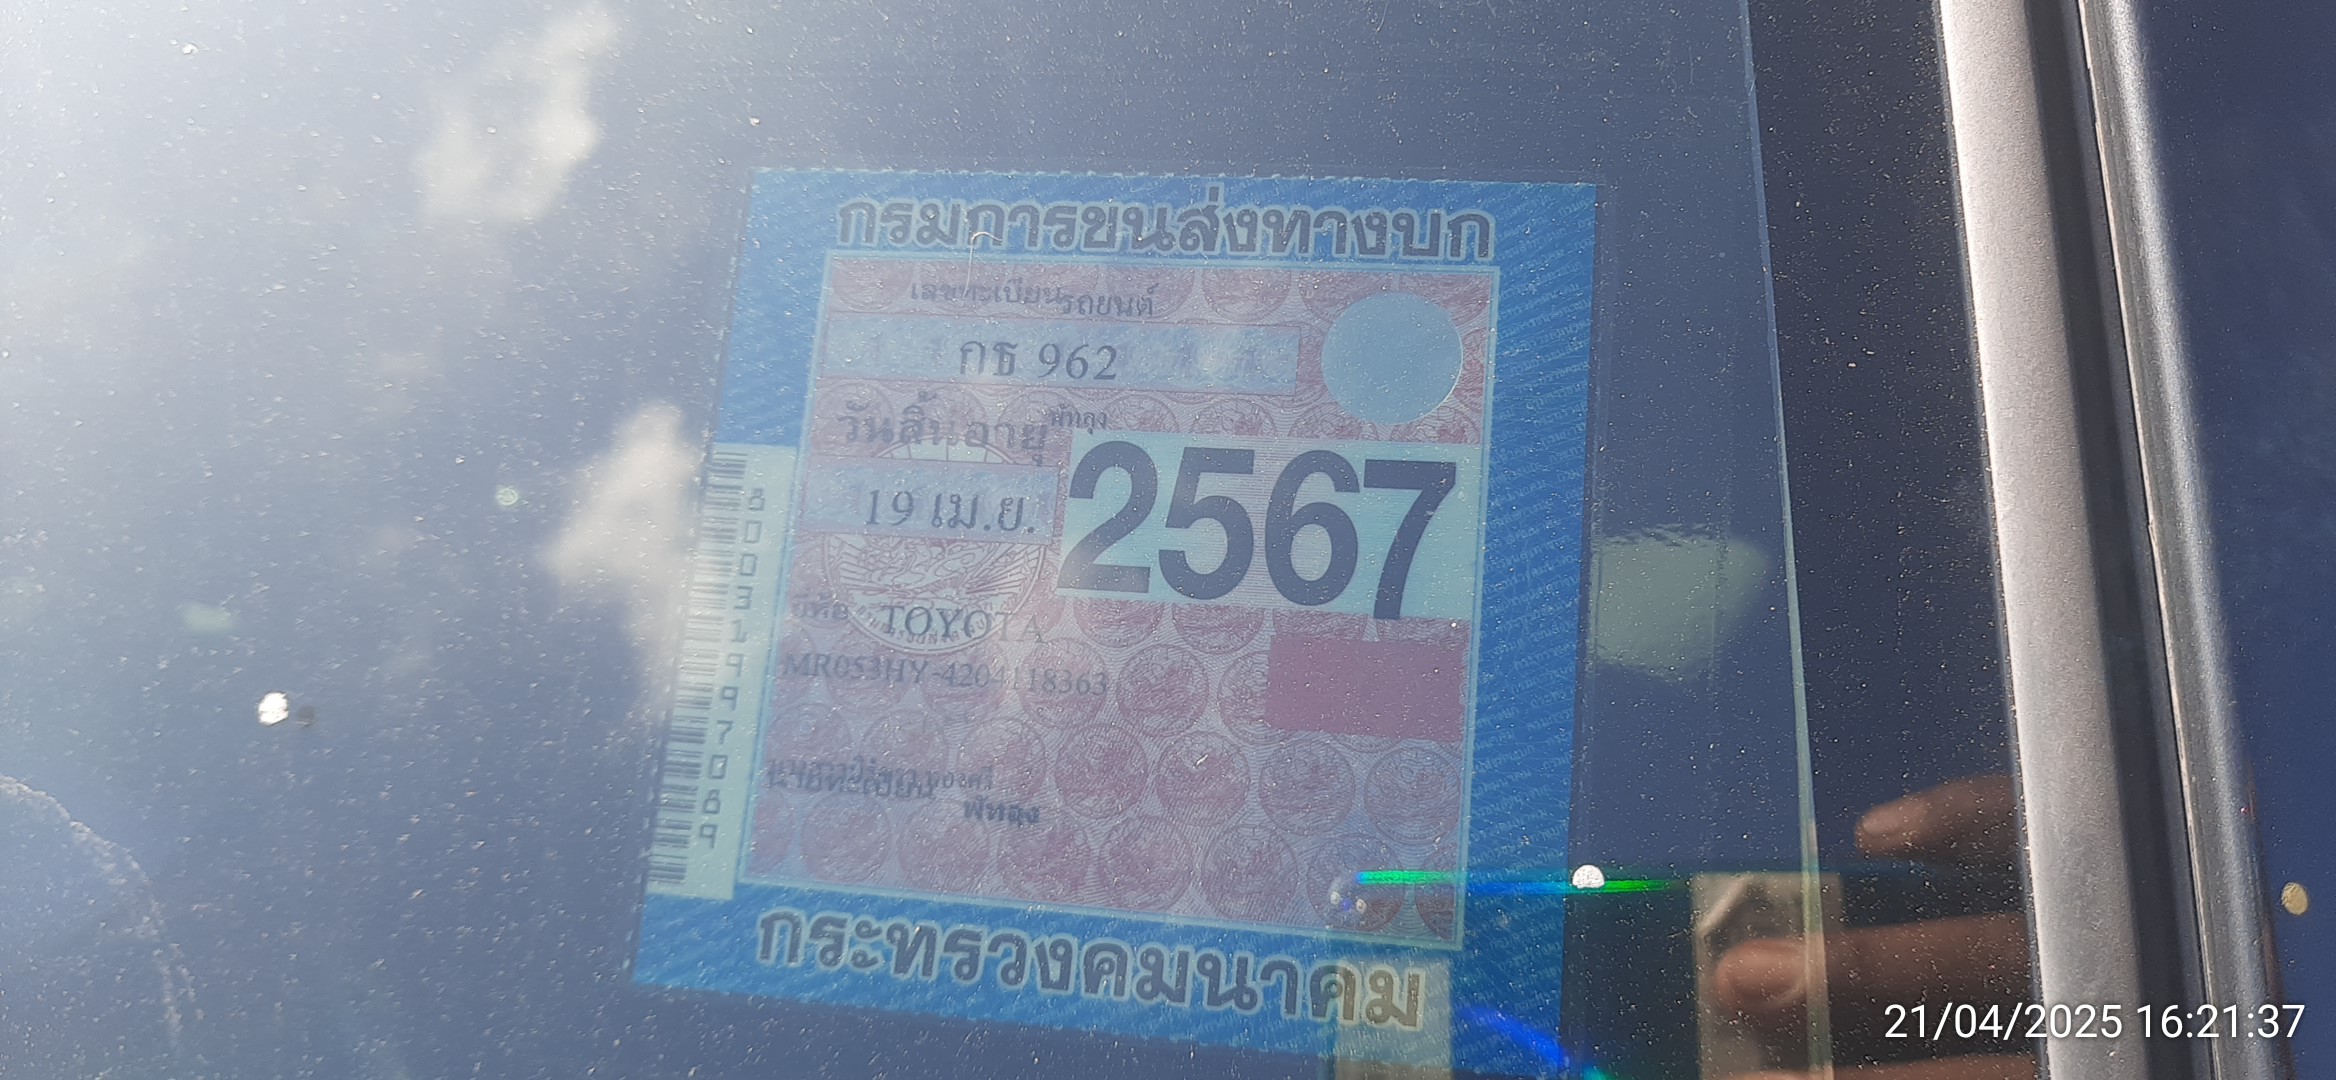 กรมการขนส่งทางบก
เลขทะเบียนรถยนต์
กธ 962
วันสิ้นอายุ พัทลุง
19 เม.ย. 2567
ยี่ห้อ TOYOTA
MR053HY-4204118363
นายทะเบียน
พัทลุง
กระทรวงคมนาคม
21/04/2025 16:21:37